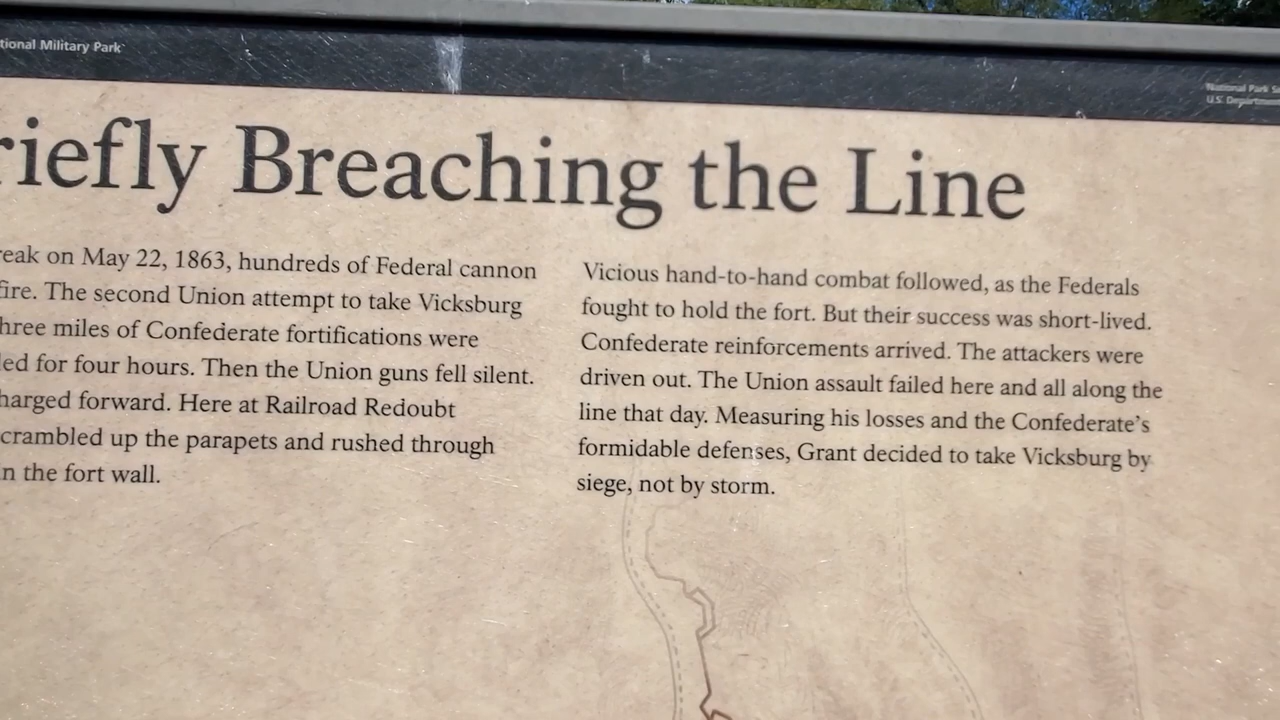 tional Military Park
National Park S
U.S. Departme
riefly Breaching the Line
reak on May 22, 1863, hundreds of Federal cannon
fire. The second Union attempt to take Vicksburg
hree miles of Confederate fortifications were
led for four hours. Then the Union guns fell silent.
harged forward. Here at Railroad Redoubt
crambled up the parapets and rushed through
n the fort wall.
Vicious hand-to-hand combat followed, as the Federals
fought to hold the fort. But their success was short-lived.
Confederate reinforcements arrived. The attackers were
driven out. The Union assault failed here and all along the
line that day. Measuring his losses and the Confederate's
formidable defenses, Grant decided to take Vicksburg by
siege, not by storm.